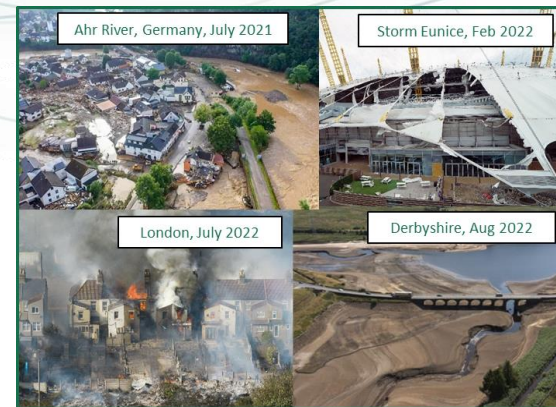 Ahr River, Germany, July 2021
Storm Eunice, Feb 2022
London, July 2022
Derbyshire, Aug 2022